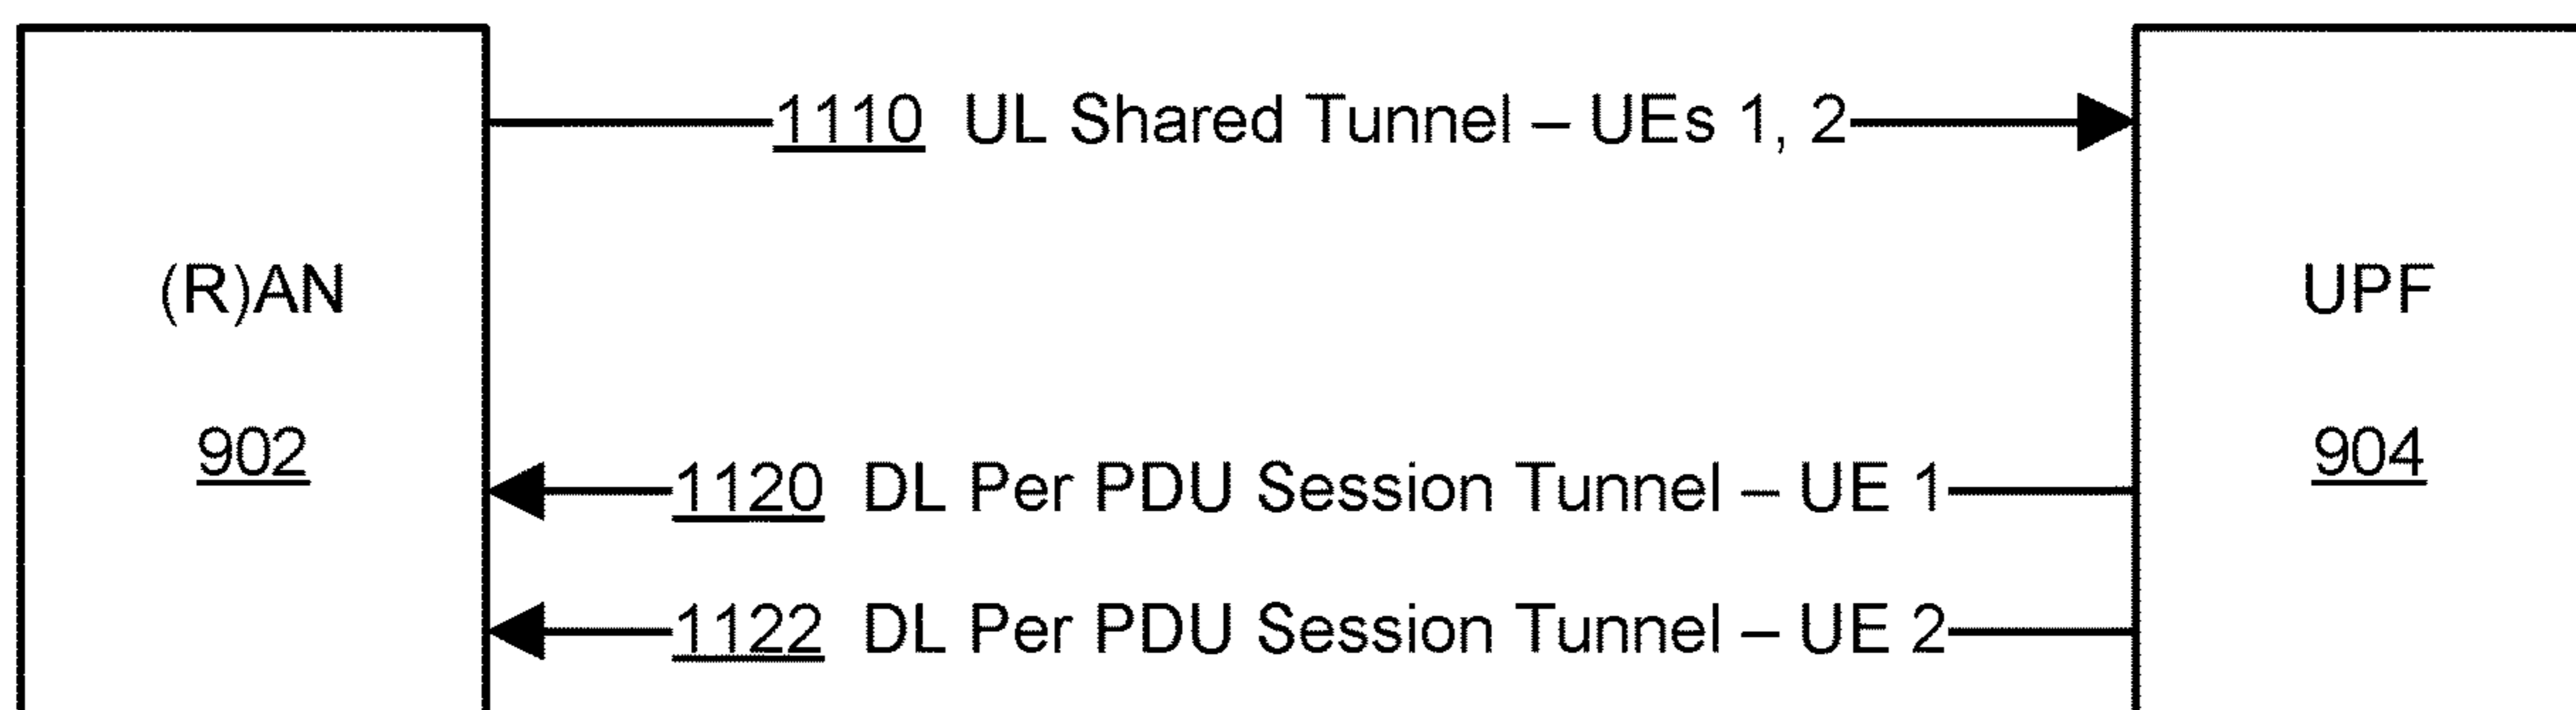 1110 UL Shared Tunnel – UEs 1, 2
(R)AN
UPF
902
904
1120 DL Per PDU Session Tunnel – UE 1
1122 DL Per PDU Session Tunnel – UE 2